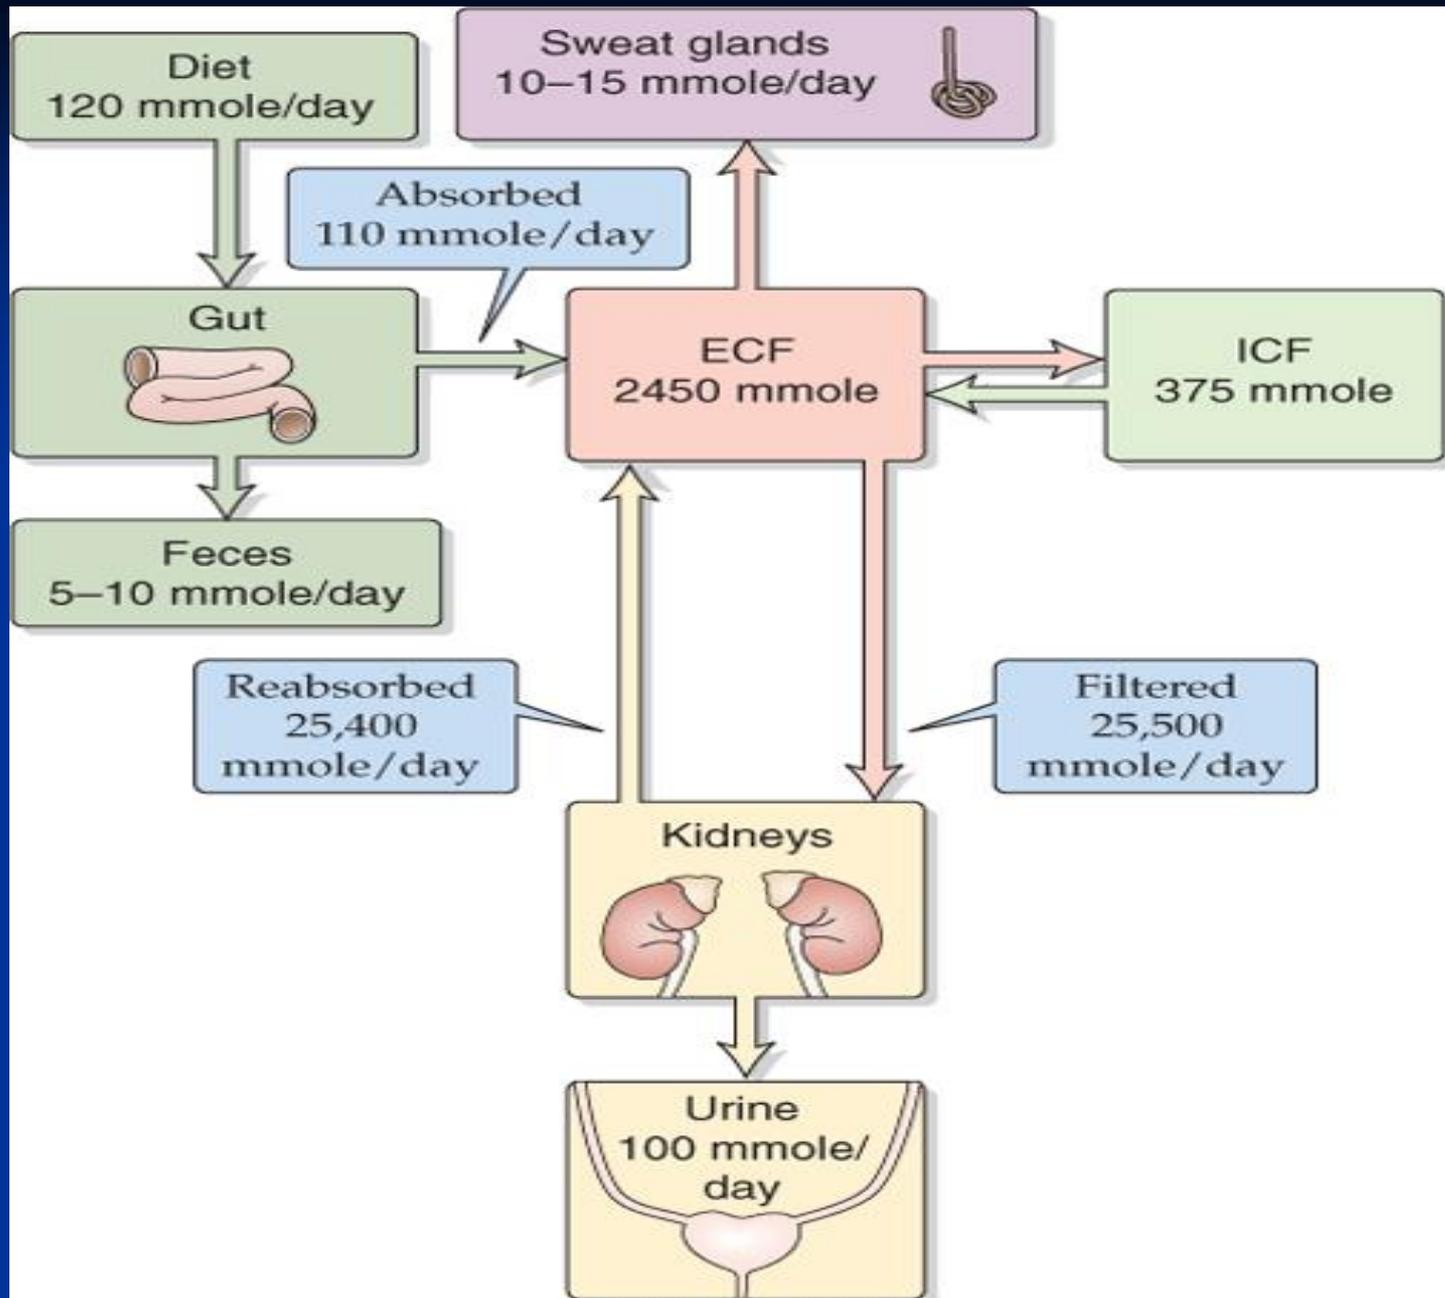 Diet
120 mmole/day
Sweat glands
10–15 mmole/day
Absorbed
110 mmole/day
Gut
ECF
2450 mmole
ICF
375 mmole
Feces
5–10 mmole/day
Reabsorbed
25,400
mmole/day
Filtered
25,500
mmole/day
Kidneys
Urine
100 mmole/
day